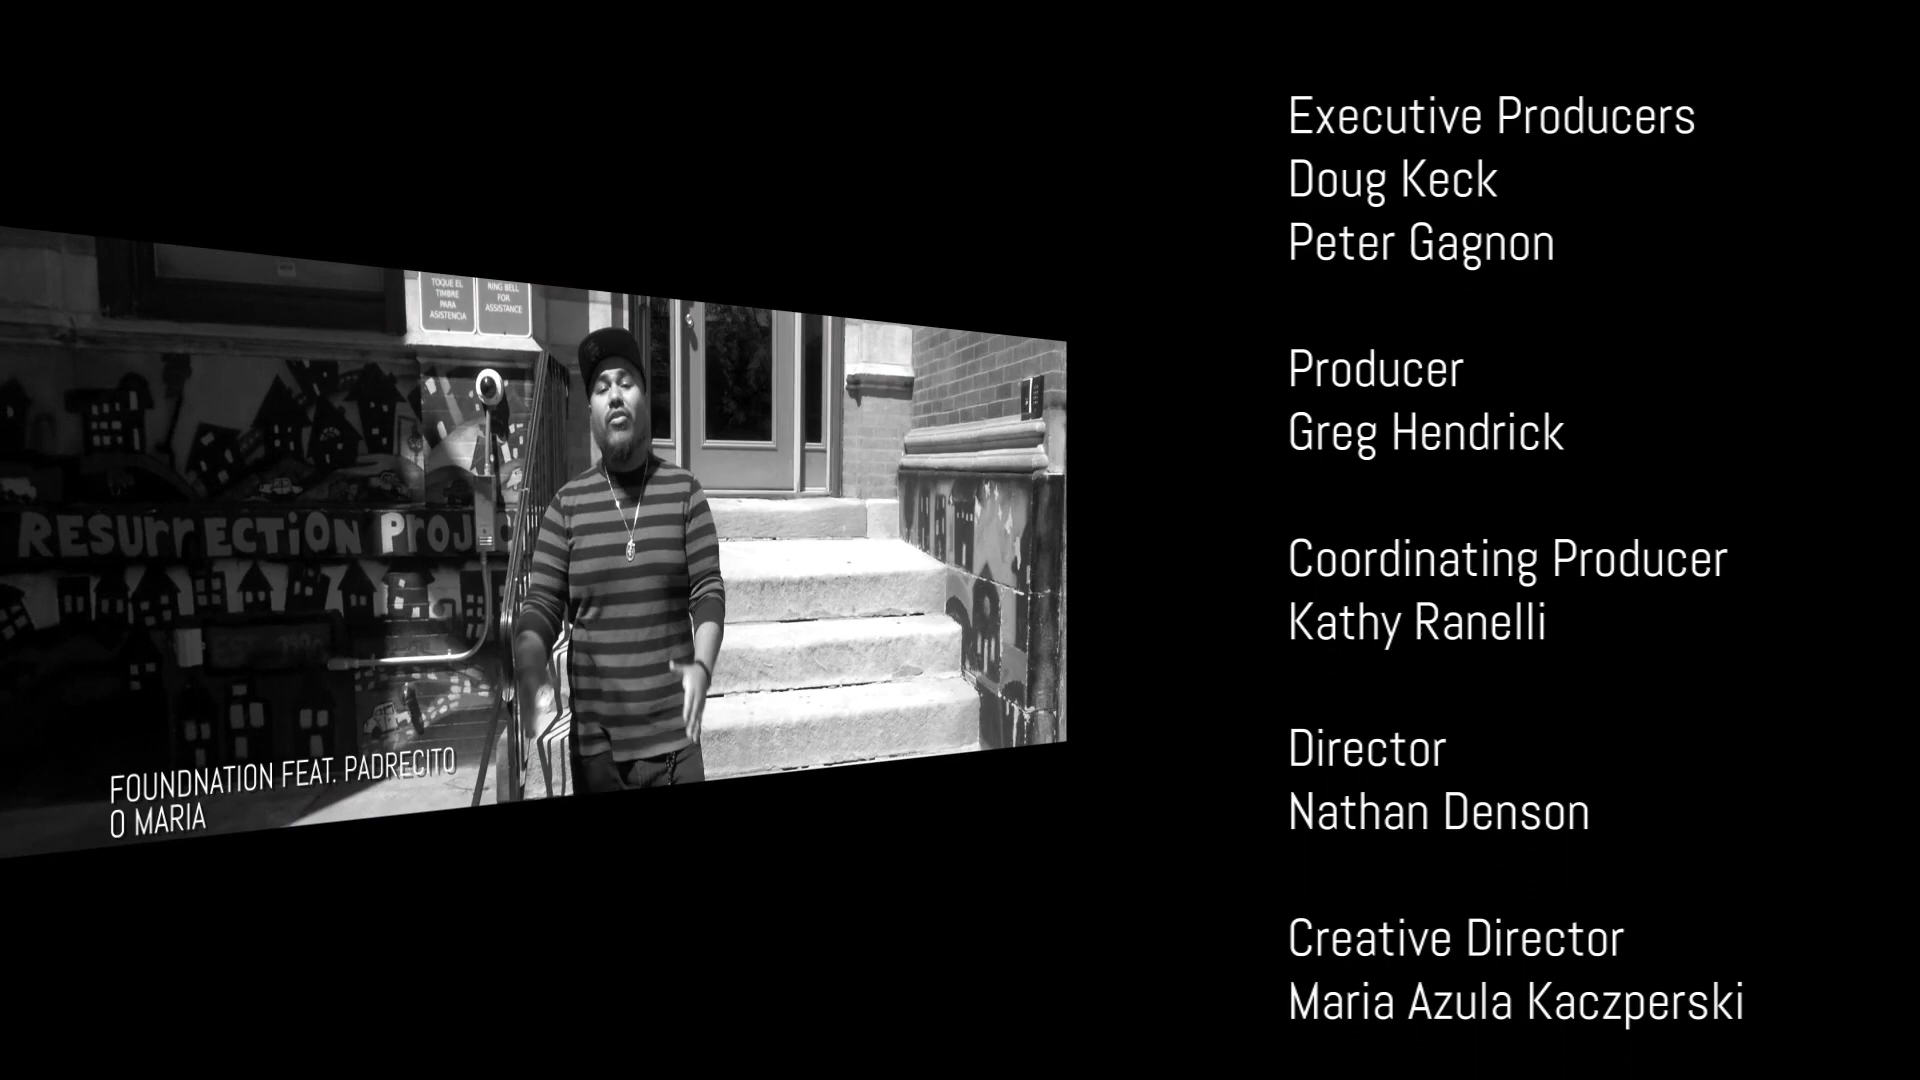 TOQUE EL
TIMBRE
PARA
ASISTENCIA
RING BELL
FOR
ASSISTANCE
RESURRECTION PROJ
FOUNDNATION FEAT. PADRECITO
O MARIA
Executive Producers
Doug Keck
Peter Gagnon
Producer
Greg Hendrick
Coordinating Producer
Kathy Ranelli
Director
Nathan Denson
Creative Director
Maria Azula Kaczperski